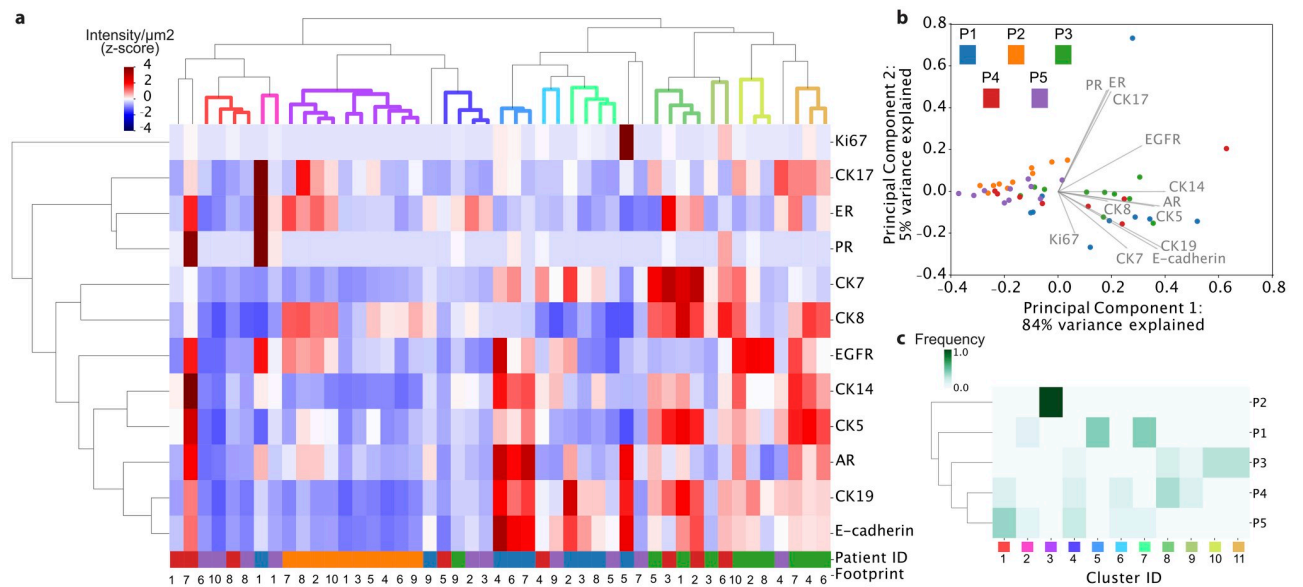 a
Intensity/µm2
(z-score)
4
2
0
-2
-4
Ki67
CK17
ER
PR
CK7
CK8
EGFR
CK14
CK5
AR
CK19
E-cadherin
Patient ID
Footprint
1 7 6 10 8 8 1 1 7 8 2 10 1 3 5 4 6 9 9 5 9 2 3 4 6 7 4 9 2 3 8 5 5 7 5 3 1 2 3 6 10 2 8 7 4 6
b
0.8
0.6
0.4
0.2
0.0
-0.2
-0.4
Principal Component 2:
5% variance explained
P1 P2 P3
P4 P5
PR ER
CK17
EGFR
CK14
AR
CK8
CK5
Ki67
CK19
CK7
E-cadherin
-0.4 -0.2 0.0 0.2 0.4 0.6 0.8
Principal Component 1:
84% variance explained
c
Frequency
1.0
0.0
P2
P1
P3
P4
P5
1 2 3 4 5 6 7 8 9 10 11
Cluster ID